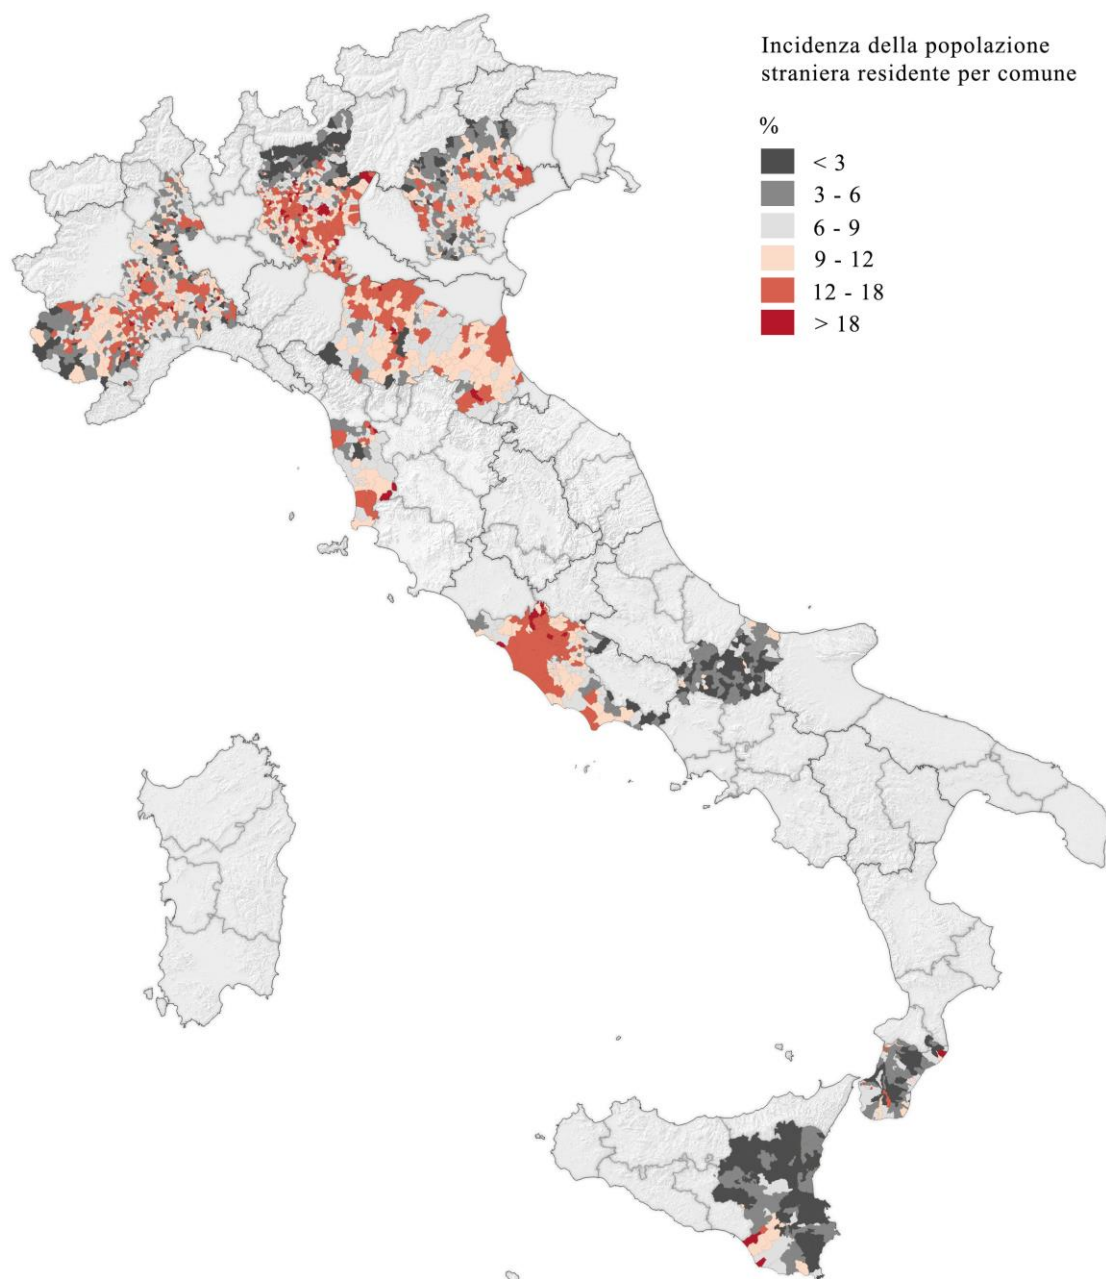 Incidenza della popolazione
straniera residente per comune
%
< 3
3 - 6
6 - 9
9 - 12
12 - 18
> 18